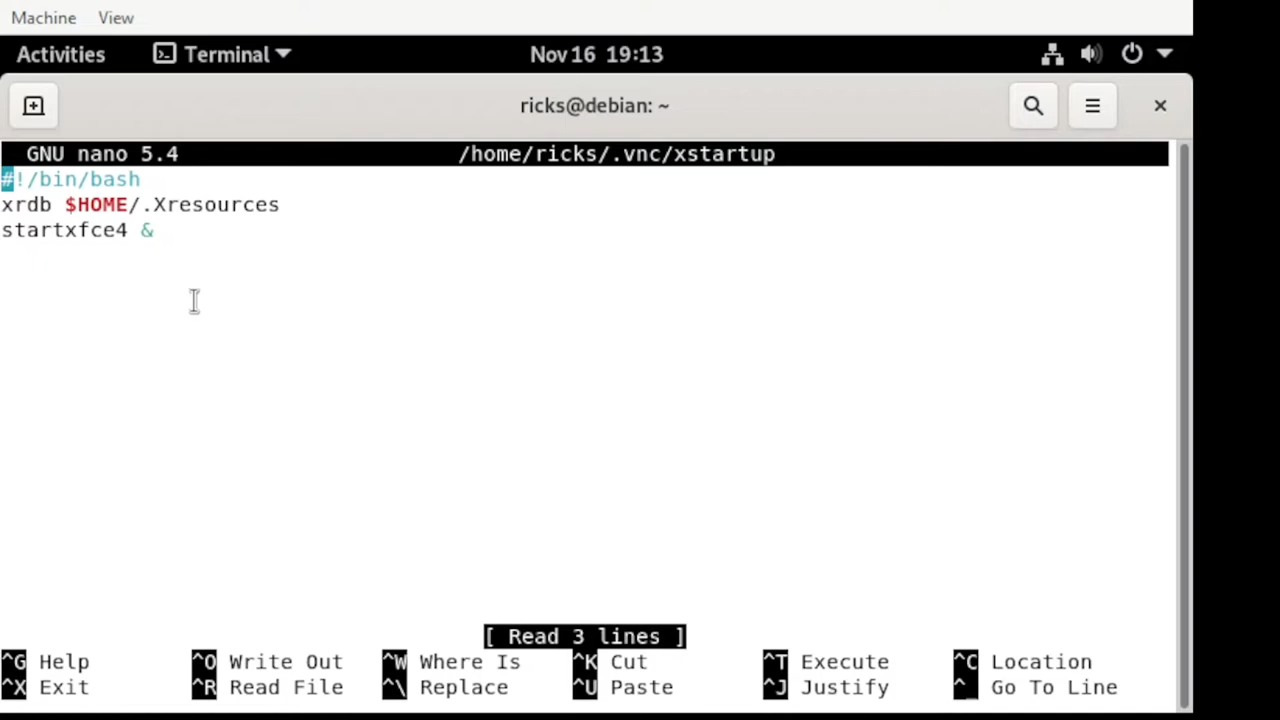 Machine View
Activities Terminal Nov 16 19:13
ricks@debian: ~
GNU nano 5.4 /home/ricks/.vnc/xstartup
#!/bin/bash
xrdb $HOME/.Xresources
startxfce4 &
[ Read 3 lines ]
^G Help ^O Write Out ^W Where Is ^K Cut ^T Execute ^C Location
^X Exit ^R Read File ^\ Replace ^U Paste ^J Justify ^_ Go To Line